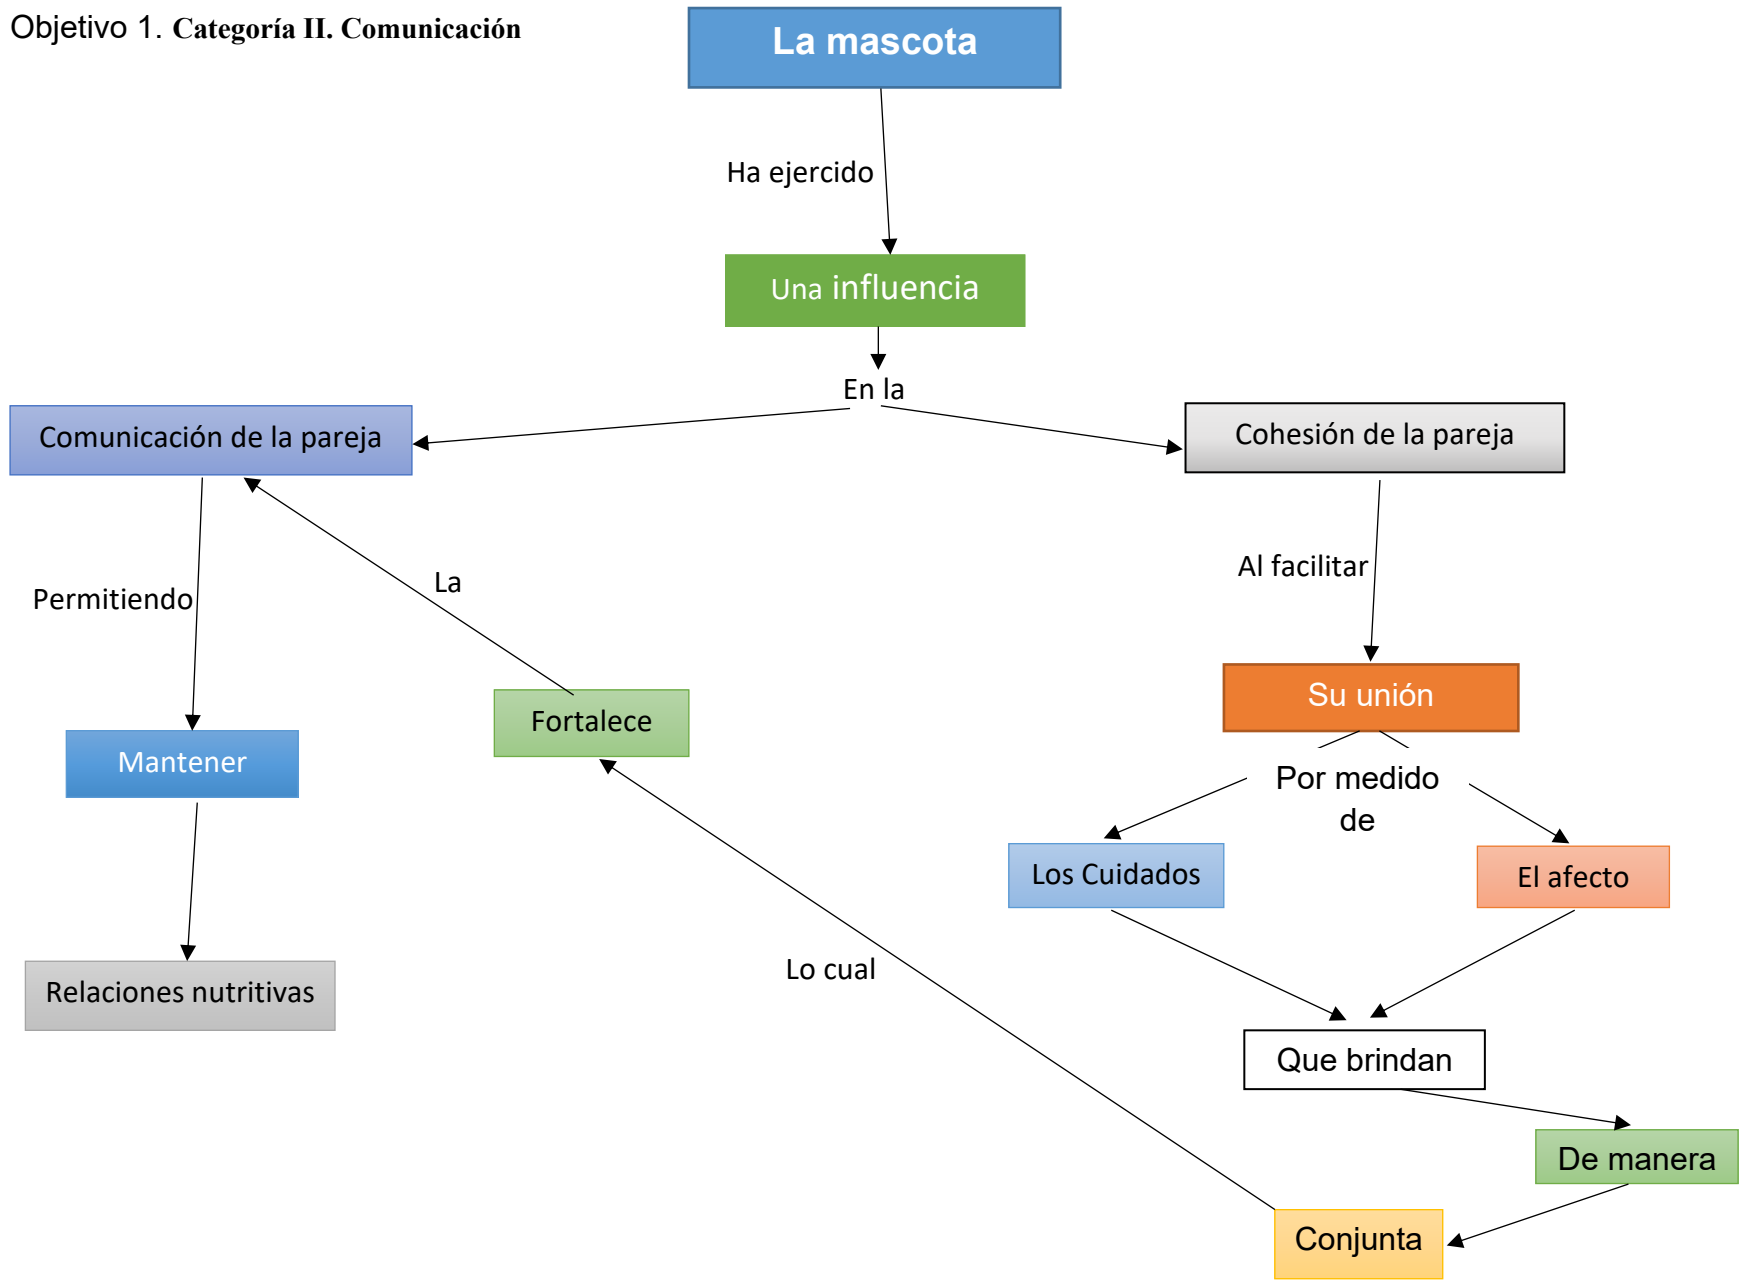 Objetivo 1. Categoría II. Comunicación
La mascota
Ha ejercido
Una influencia
En la
Comunicación de la pareja
Cohesión de la pareja
Al facilitar
La
Permitiendo
Su unión
Fortalece
Mantener
Por medido
de
Los Cuidados
El afecto
Lo cual
Relaciones nutritivas
Que brindan
De manera
Conjunta